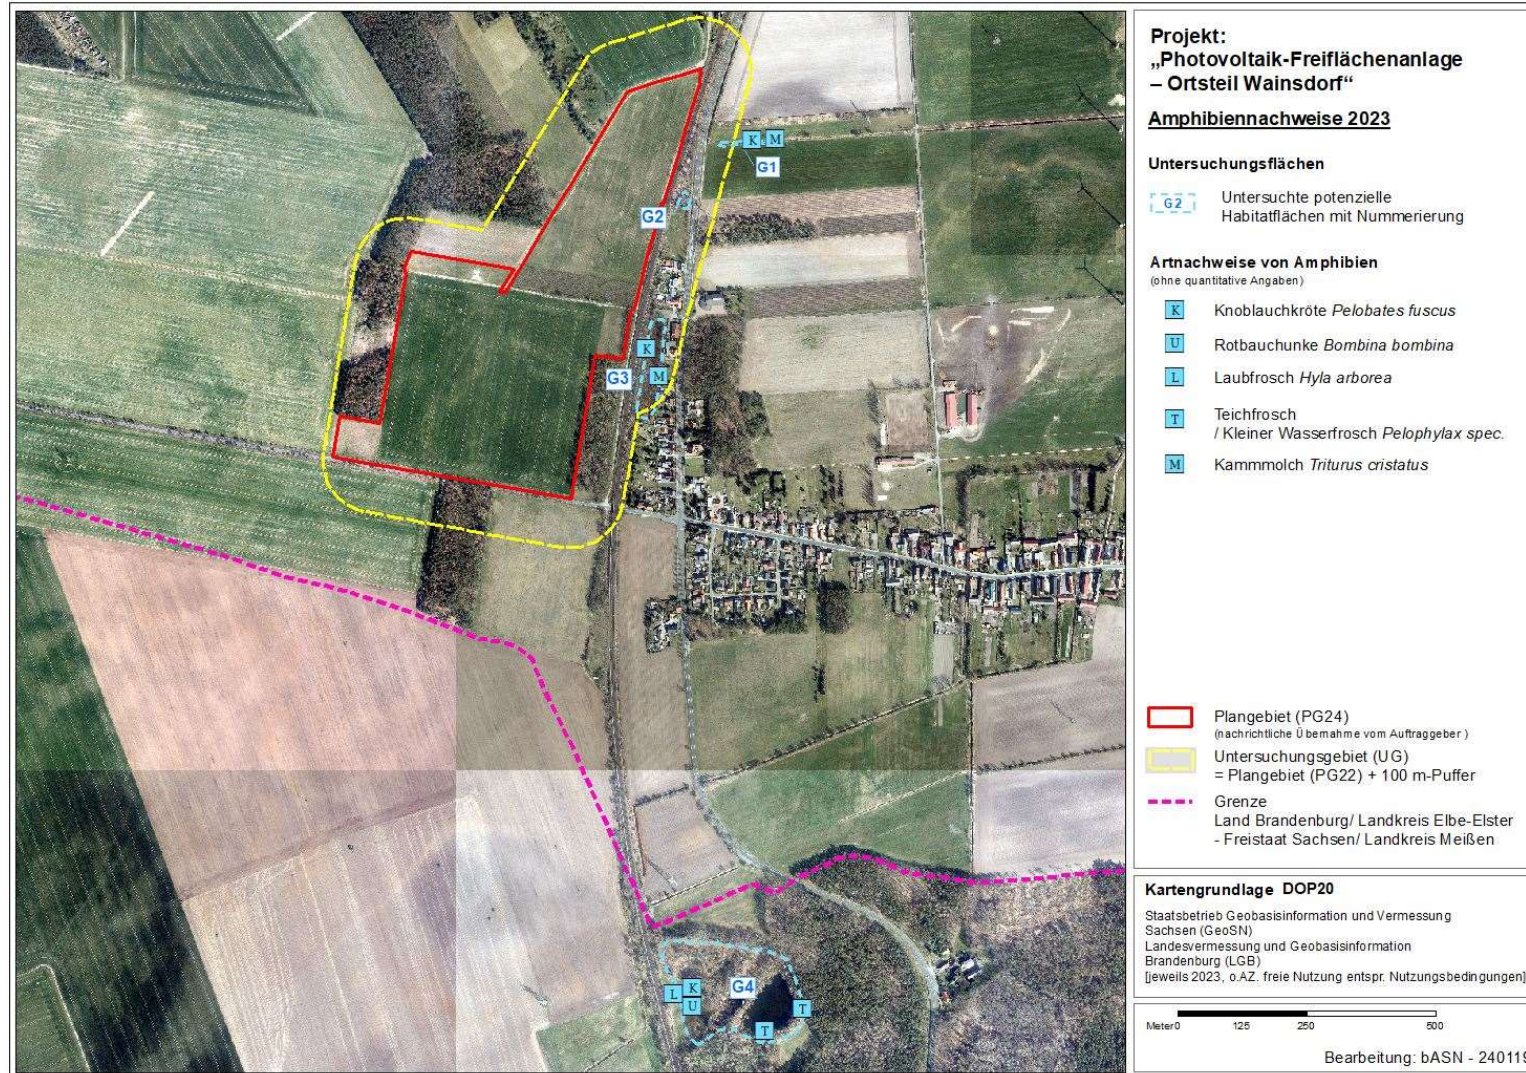 Projekt:
„Photovoltaik-Freiflächenanlage
– Ortsteil Wainsdorf“
Amphibiennachweise 2023
Untersuchungsflächen
G2
Untersuchte potenzielle
Habitatflächen mit Nummerierung
Artnachweise von Amphibien
(ohne quantitative Angaben)
K Knoblauchkröte Pelobates fuscus
U Rotbauchunke Bombina bombina
L Laubfrosch Hyla arborea
T Teichfrosch
/ Kleiner Wasserfrosch Pelophylax spec.
M Kammmolch Triturus cristatus
Plangebiet (PG24)
(nachrichtliche Übernahme vom Auftraggeber )
Untersuchungsgebiet (UG)
= Plangebiet (PG22) + 100 m-Puffer
Grenze
Land Brandenburg/ Landkreis Elbe-Elster
- Freistaat Sachsen/ Landkreis Meißen
Kartengrundlage DOP20
Staatsbetrieb Geobasisinformation und Vermessung
Sachsen (GeoSN)
Landesvermessung und Geobasisinformation
Brandenburg (LGB)
[jeweils 2023, o.AZ. freie Nutzung entspr. Nutzungsbedingungen]
Meter 0 125 250 500
Bearbeitung: bASN - 240119
K M
G1
G2
K
G3
M
K
L
U
G4
T
T